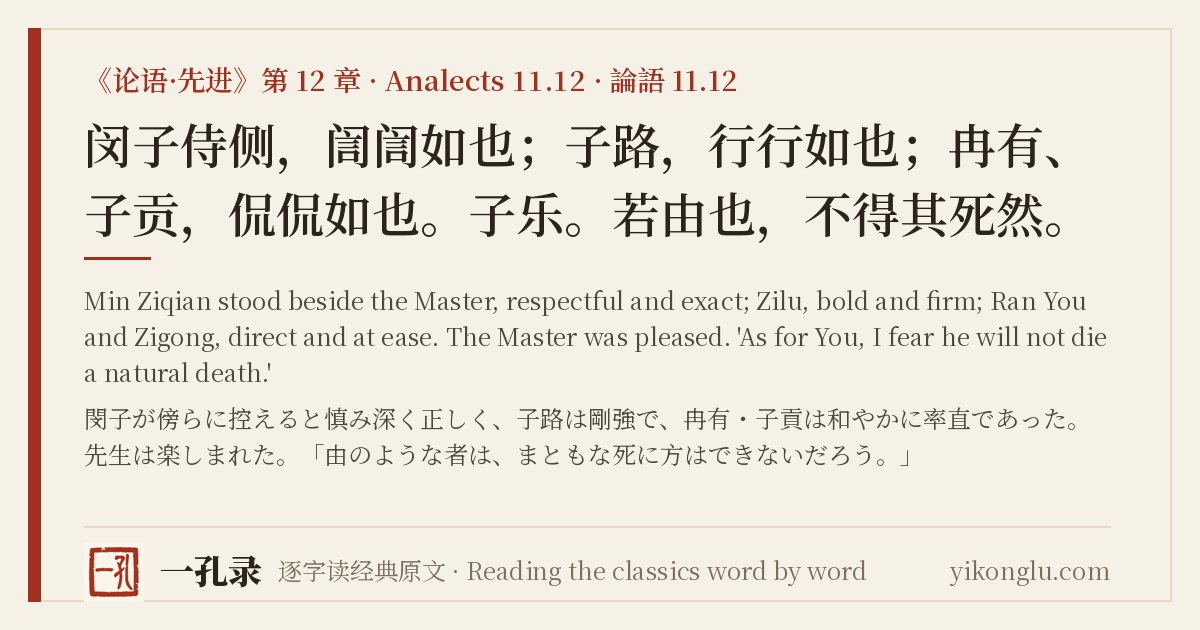 《论语·先进》第 12 章 · Analects 11.12 · 論語 11.12
闵子侍侧，訚訚如也；子路，行行如也；冉有、
子贡，侃侃如也。子乐。若由也，不得其死然。
Min Ziqian stood beside the Master, respectful and exact; Zilu, bold and firm; Ran You
and Zigong, direct and at ease. The Master was pleased. 'As for You, I fear he will not die
a natural death.'
閔子が傍らに控えると慎み深く正しく、子路は剛強で、冉有・子貢は和やかに率直であった。
先生は楽しまれた。「由のような者は、まともな死に方はできないだろう。」
一孔
一孔录 逐字读经典原文 · Reading the classics word by word yikonglu.com